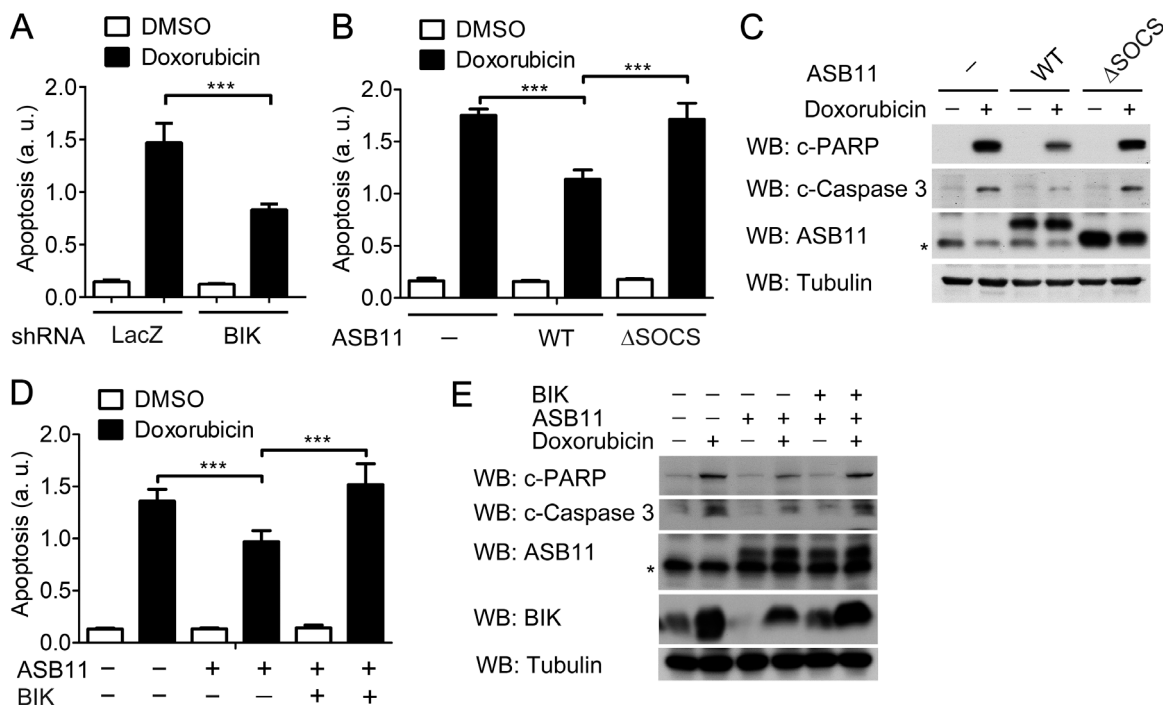 A
DMSO
Doxorubicin
***
Apoptosis (a. u.)
2.0
1.5
1.0
0.5
0.0
shRNA LacZ BIK
B
DMSO
Doxorubicin
*** ***
Apoptosis (a. u.)
2.0
1.5
1.0
0.5
0.0
ASB11 – WT ΔSOCS
C
ASB11 – WT ΔSOCS
Doxorubicin – + – + – +
WB: c-PARP
WB: c-Caspase 3
WB: ASB11
*
WB: Tubulin
D
DMSO
Doxorubicin
*** ***
Apoptosis (a. u.)
2.0
1.5
1.0
0.5
0.0
ASB11 – – + + + +
BIK – – – – + +
E
BIK – – – – + +
ASB11 – – + + + +
Doxorubicin – + – + – +
WB: c-PARP
WB: c-Caspase 3
WB: ASB11
*
WB: BIK
WB: Tubulin